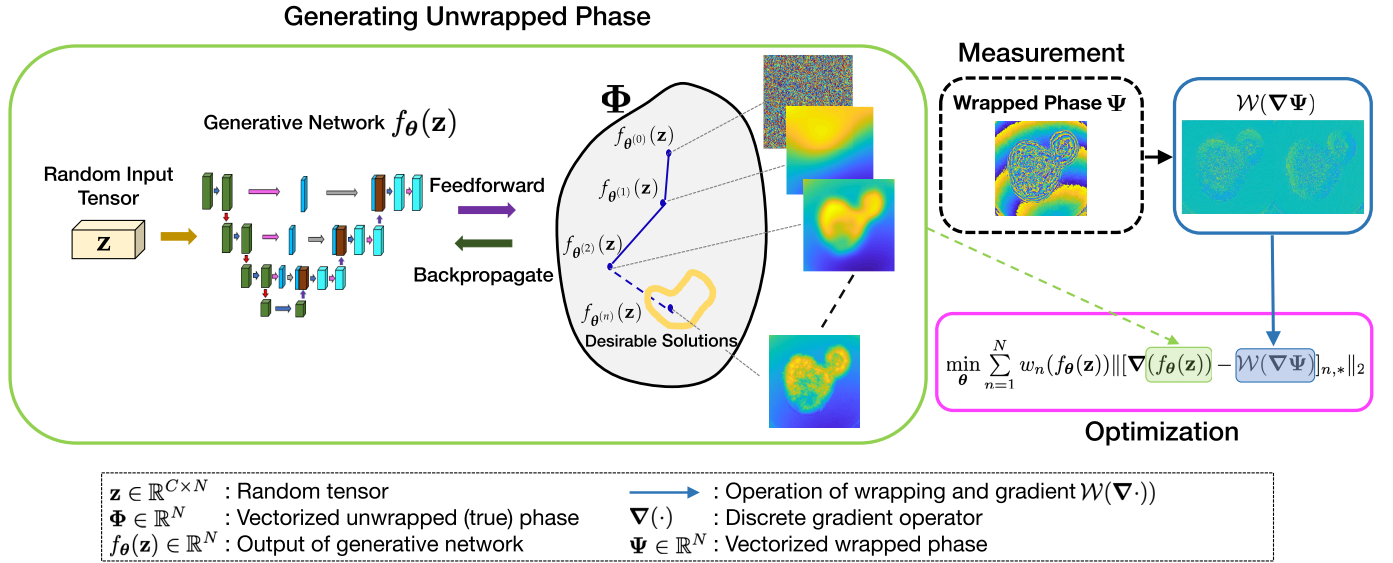 Generating Unwrapped Phase
Generative Network f_θ(z)
Random Input
Tensor
z
Feedforward
Backpropagate
Φ
f_θ^(0)(z)
f_θ^(1)(z)
f_θ^(2)(z)
f_θ^(n)(z)
Desirable Solutions
Measurement
Wrapped Phase Ψ
𝒲(∇Ψ)
min_θ ∑_{n=1}^{N} w_n(f_θ(z))‖[∇(f_θ(z)) − 𝒲(∇Ψ)]_{n,*}‖_2
Optimization
z ∈ ℝ^{C×N} : Random tensor
Φ ∈ ℝ^N : Vectorized unwrapped (true) phase
f_θ(z) ∈ ℝ^N : Output of generative network
: Operation of wrapping and gradient 𝒲(∇·))
∇(·) : Discrete gradient operator
Ψ ∈ ℝ^N : Vectorized wrapped phase